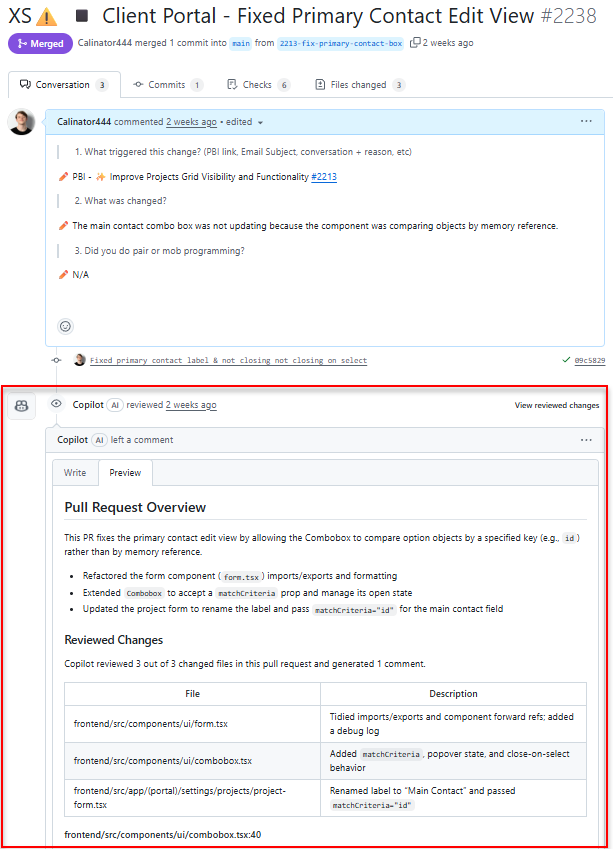 XS⚠️ ⬛ Client Portal - Fixed Primary Contact Edit View #2238
Merged Calinator444 merged 1 commit into main from 2213-fix-primary-contact-box 2 weeks ago
Conversation 3 Commits 1 Checks 6 Files changed 3
Calinator444 commented 2 weeks ago • edited
1. What triggered this change? (PBI link, Email Subject, conversation + reason, etc)
PBI - ✨ Improve Projects Grid Visibility and Functionality #2213
2. What was changed?
The main contact combo box was not updating because the component was comparing objects by memory reference.
3. Did you do pair or mob programming?
N/A
Fixed primary contact label & not closing not closing on select 09c5829
Copilot AI reviewed 2 weeks ago View reviewed changes
Copilot AI left a comment ...
Write Preview
Pull Request Overview
This PR fixes the primary contact edit view by allowing the Combobox to compare option objects by a specified key (e.g., id)
rather than by memory reference.
• Refactored the form component ( form.tsx ) imports/exports and formatting
• Extended Combobox to accept a matchCriteria prop and manage its open state
• Updated the project form to rename the label and pass matchCriteria="id" for the main contact field
Reviewed Changes
Copilot reviewed 3 out of 3 changed files in this pull request and generated 1 comment.
File Description
frontend/src/components/ui/form.tsx Tidied imports/exports and component forward refs; added
a debug log
frontend/src/components/ui/combobox.tsx Added matchCriteria, popover state, and close-on-select
behavior
frontend/src/app/(portal)/settings/projects/project- Renamed label to “Main Contact” and passed
form.tsx matchCriteria="id"
frontend/src/components/ui/combobox.tsx:40